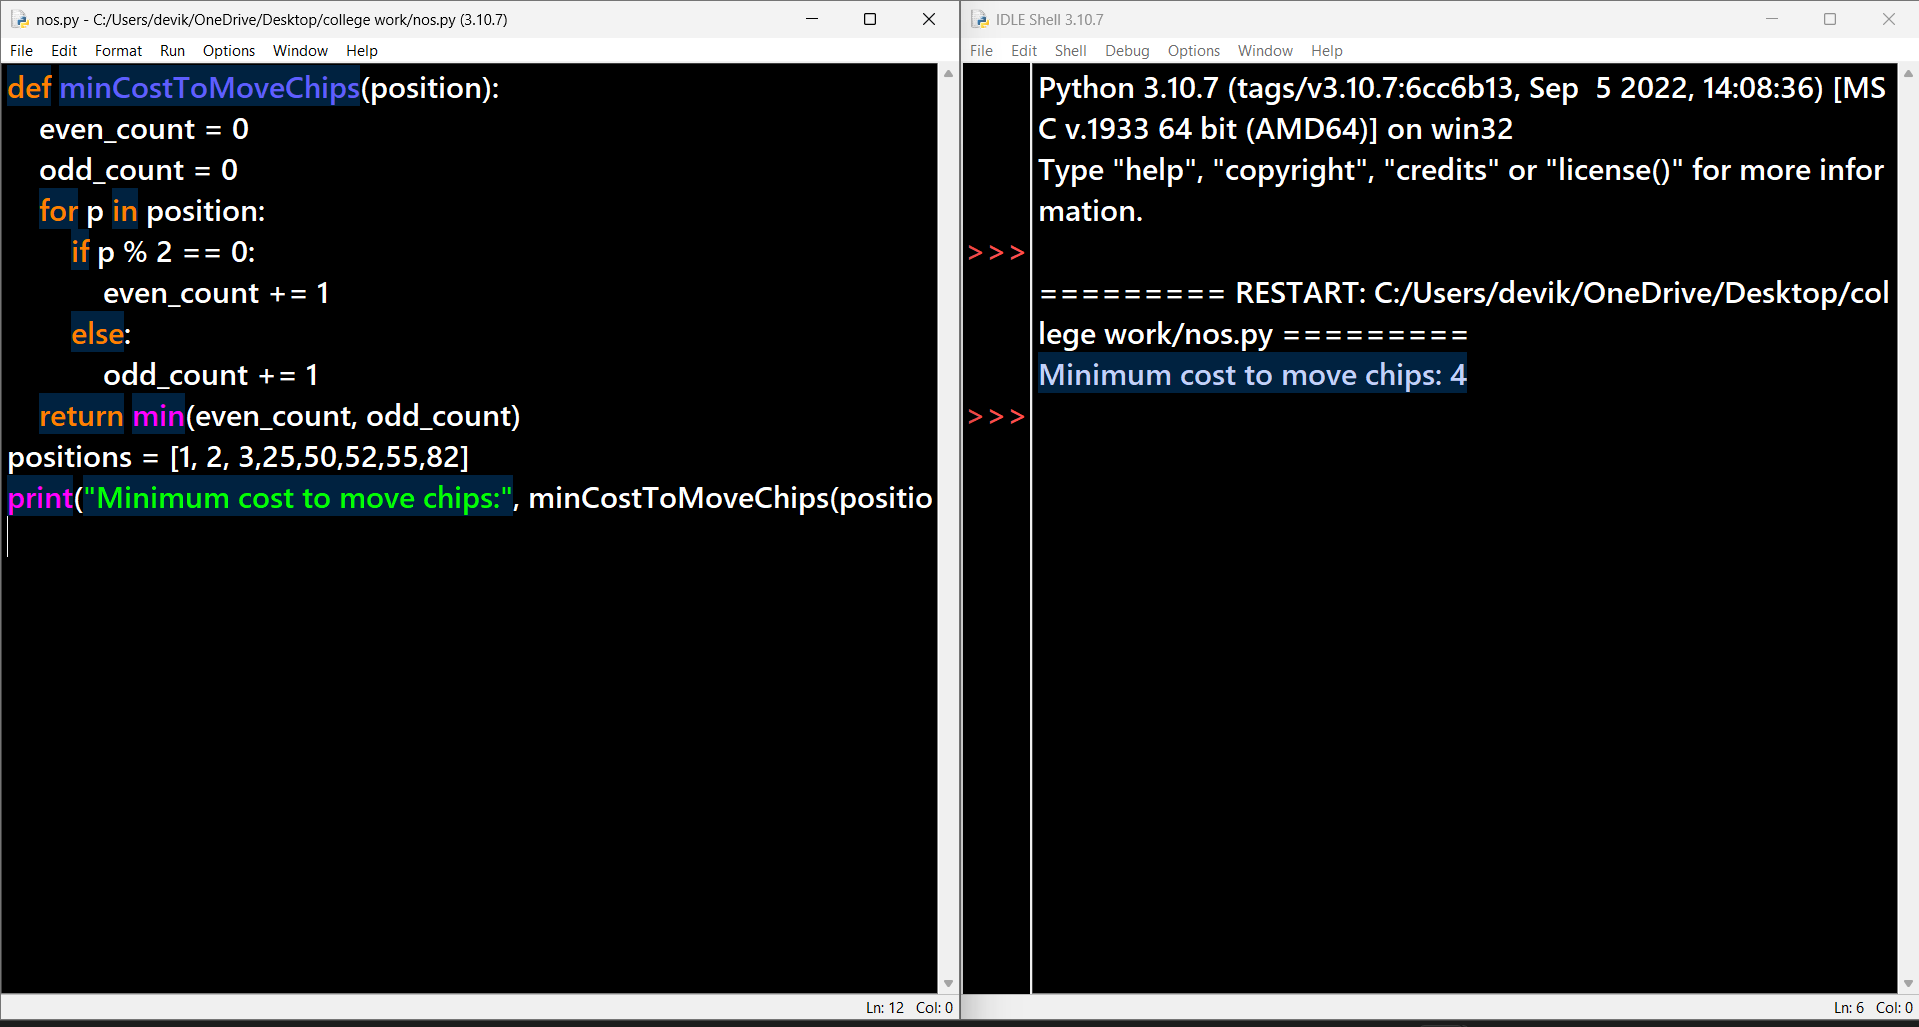 nos.py - C:/Users/devik/OneDrive/Desktop/college work/nos.py (3.10.7)
File Edit Format Run Options Window Help
def minCostToMoveChips(position):
    even_count = 0
    odd_count = 0
    for p in position:
        if p % 2 == 0:
            even_count += 1
        else:
            odd_count += 1
    return min(even_count, odd_count)
positions = [1, 2, 3,25,50,52,55,82]
print("Minimum cost to move chips:", minCostToMoveChips(positio
Ln: 12 Col: 0
IDLE Shell 3.10.7
File Edit Shell Debug Options Window Help
Python 3.10.7 (tags/v3.10.7:6cc6b13, Sep  5 2022, 14:08:36) [MS
C v.1933 64 bit (AMD64)] on win32
Type "help", "copyright", "credits" or "license()" for more infor
mation.
>>>
========= RESTART: C:/Users/devik/OneDrive/Desktop/col
lege work/nos.py =========
Minimum cost to move chips: 4
>>>
Ln: 6 Col: 0